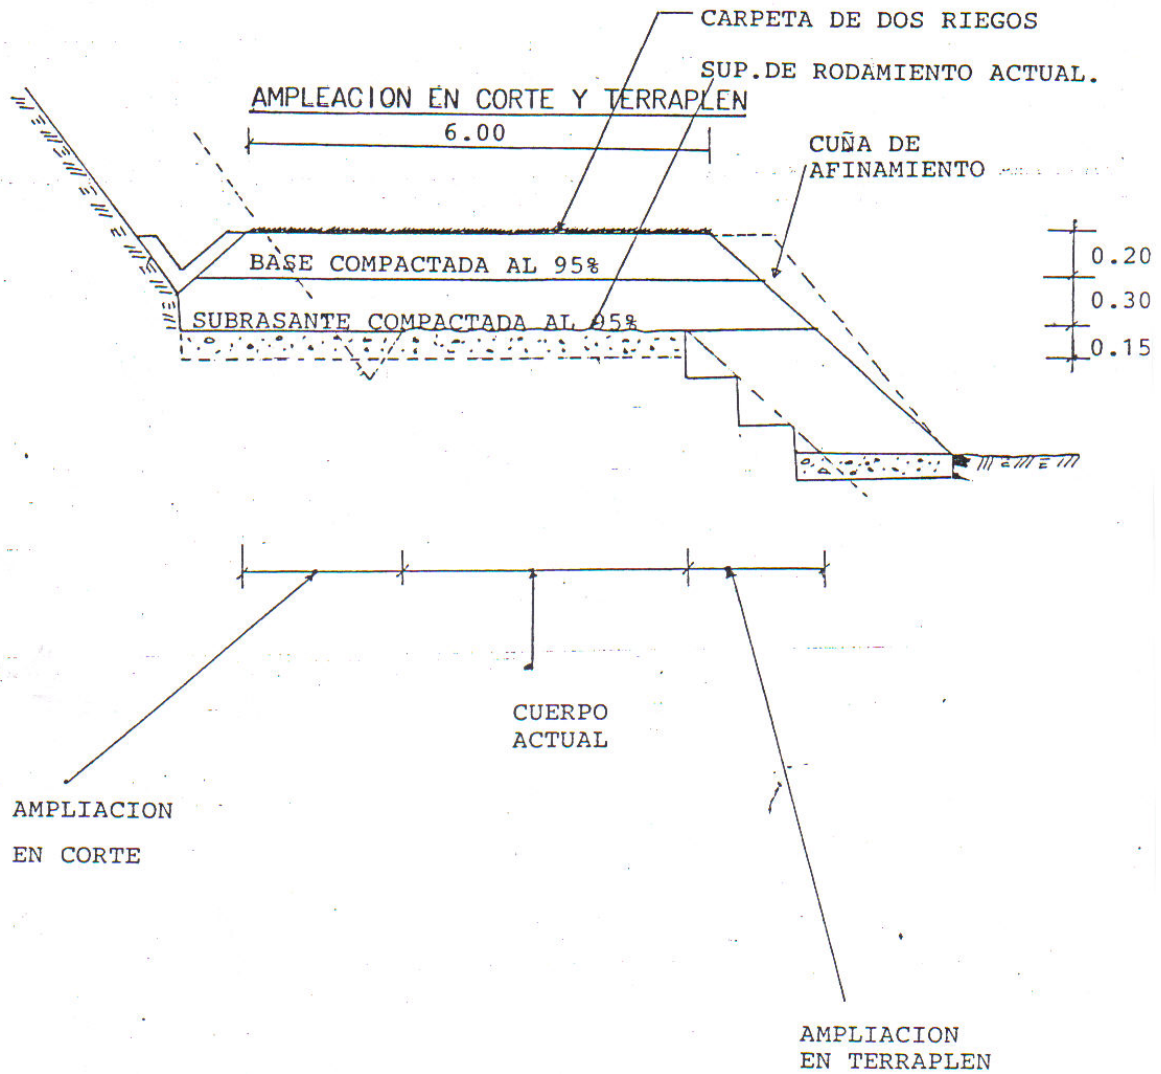 CARPETA DE DOS RIEGOS
SUP.DE RODAMIENTO ACTUAL.
AMPLEACION EN CORTE Y TERRAPLEN
6.00
CUÑA DE
AFINAMIENTO
BASE COMPACTADA AL 95%
0.20
0.30
SUBRASANTE COMPACTADA AL 95%
0.15
CUERPO
ACTUAL
AMPLIACION
EN CORTE
AMPLIACION
EN TERRAPLEN